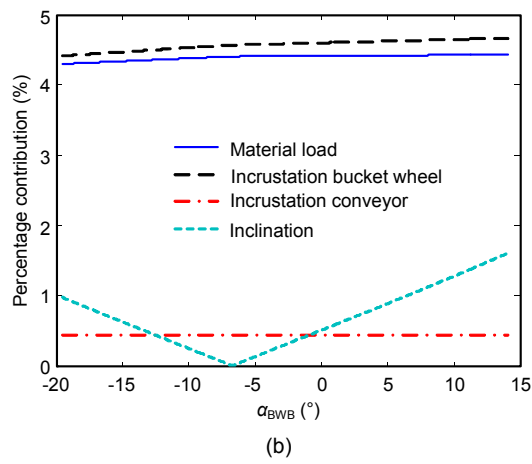 5
4
3
2
1
0
Percentage contribution (%)
Material load
Incrustation bucket wheel
Incrustation conveyor
Inclination
-20 -15 -10 -5 0 5 10 15
α_BWB (°)
(b)